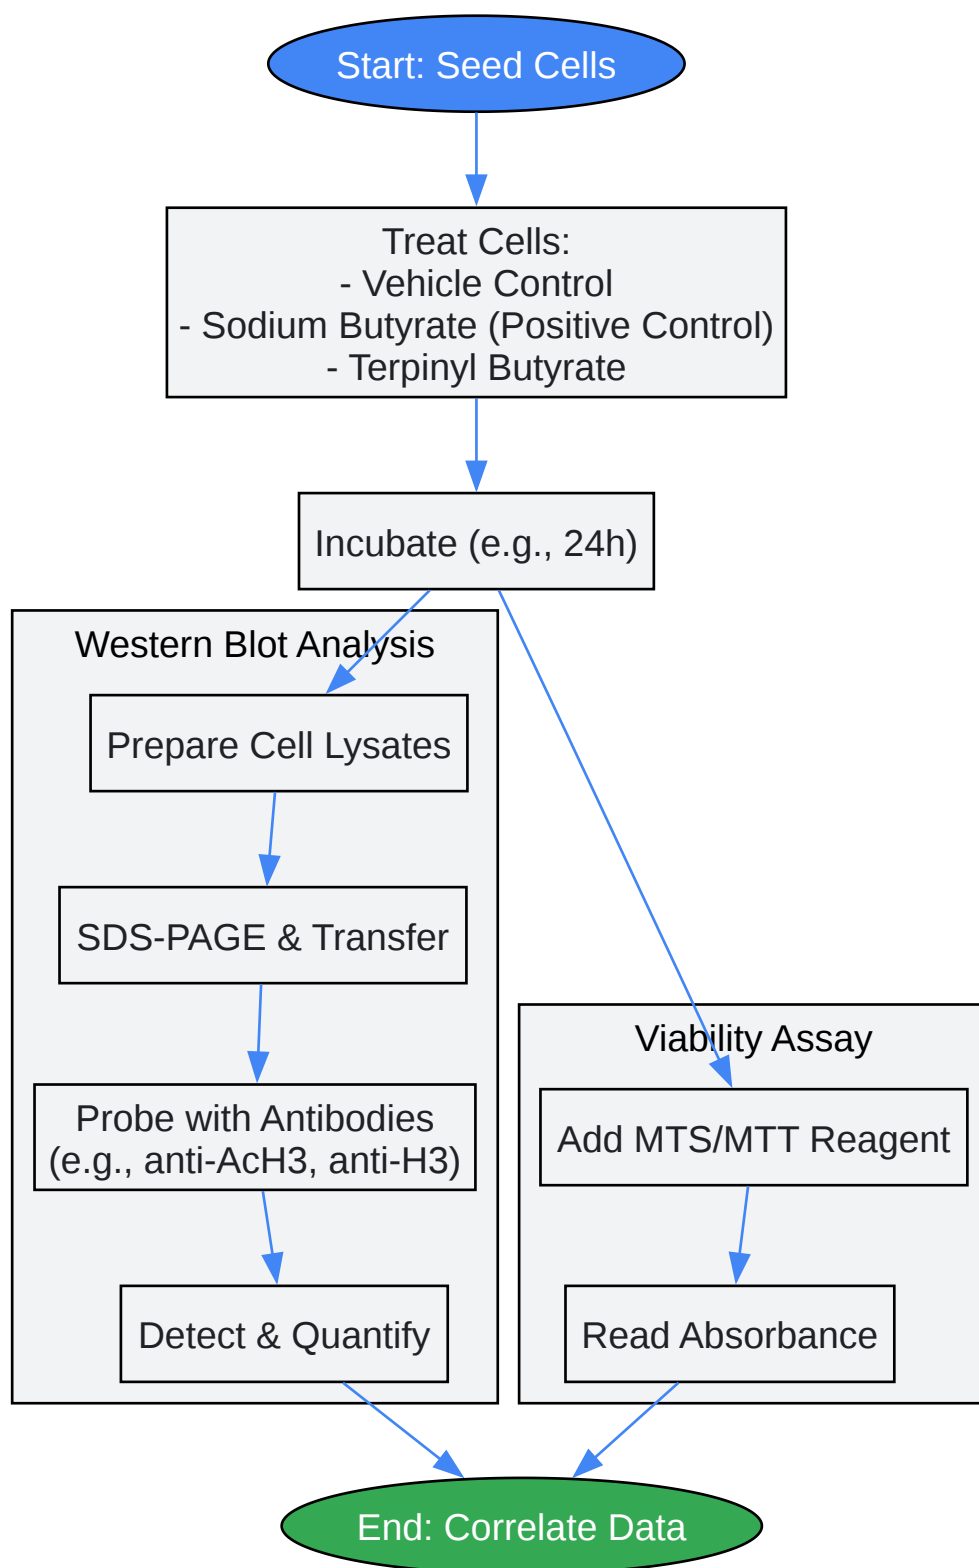 Start: Seed Cells
Treat Cells:
- Vehicle Control
- Sodium Butyrate (Positive Control)
- Terpinyl Butyrate
Incubate (e.g., 24h)
Western Blot Analysis
Prepare Cell Lysates
SDS-PAGE & Transfer
Probe with Antibodies
(e.g., anti-AcH3, anti-H3)
Detect & Quantify
Viability Assay
Add MTS/MTT Reagent
Read Absorbance
End: Correlate Data